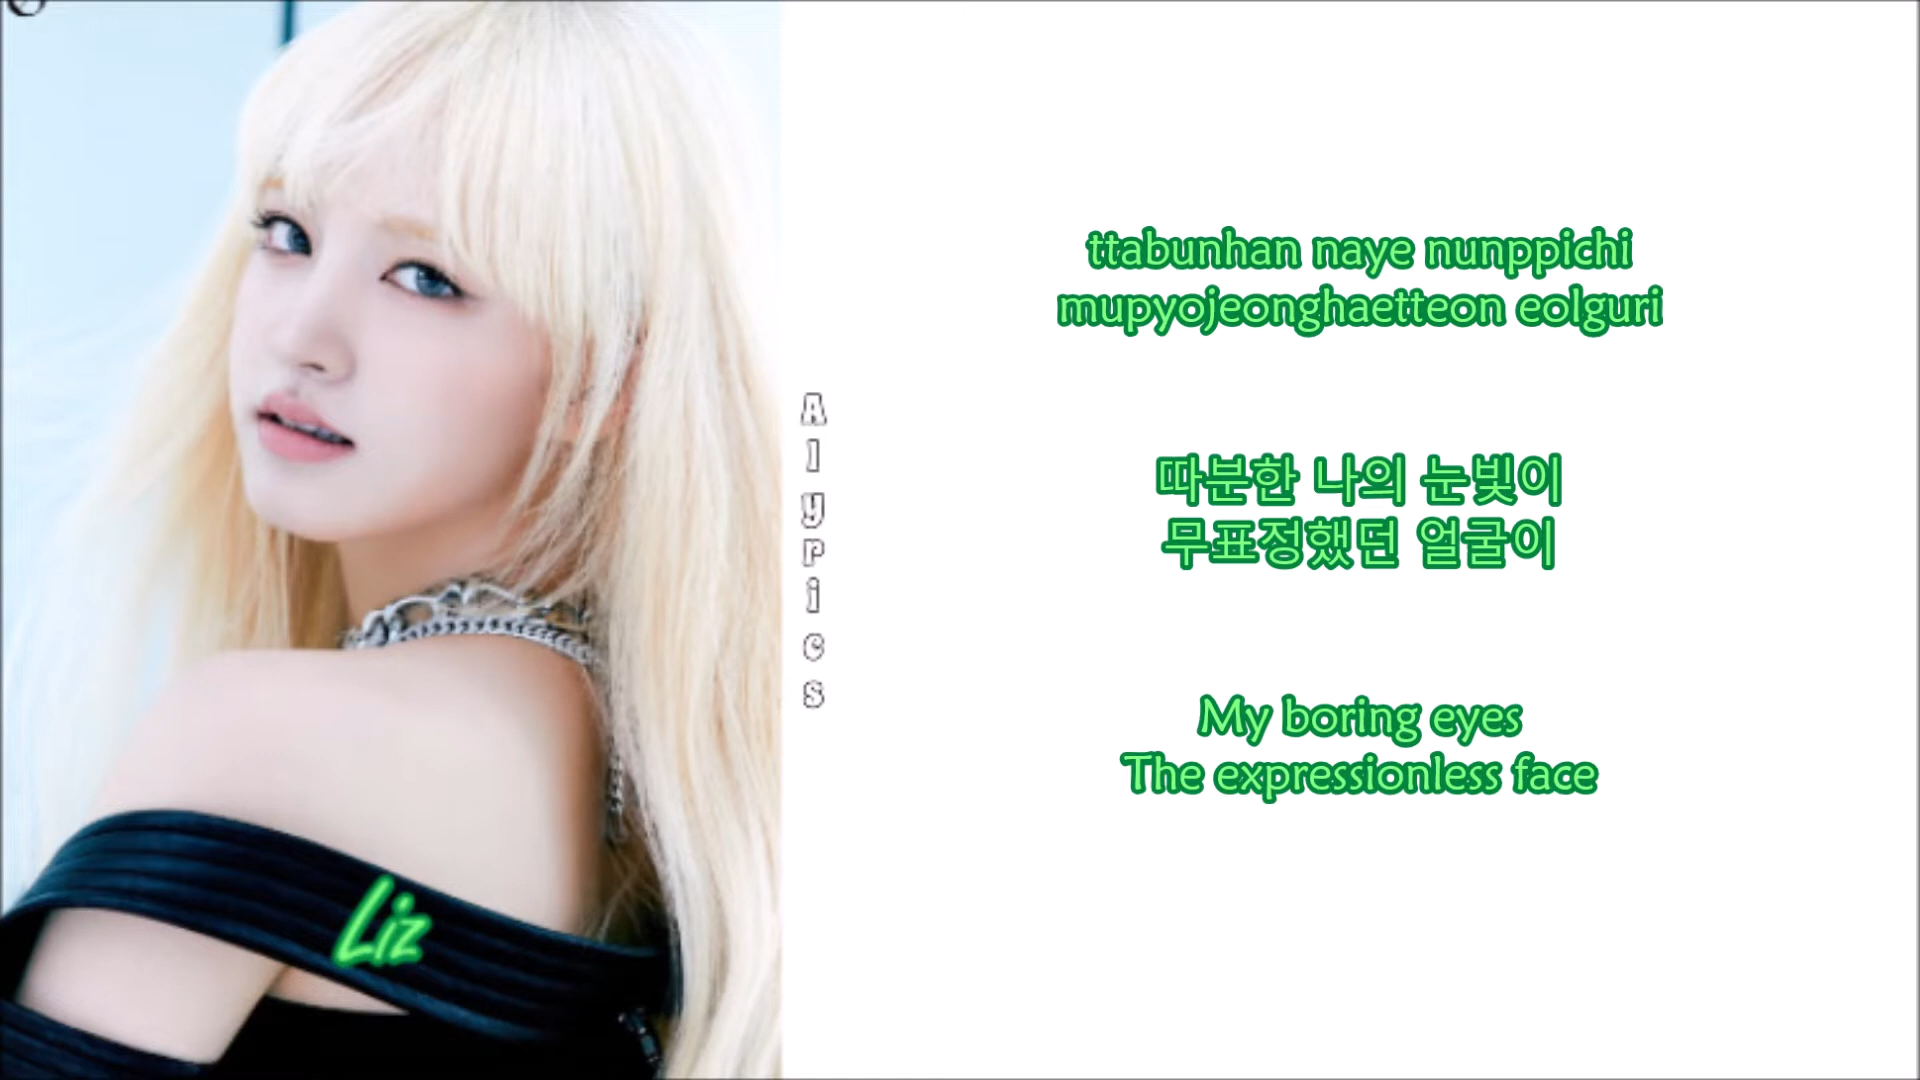 ttabunhan naye nunppichi
mupyojeonghaetteon eolguri
따분한 나의 눈빛이
무표정했던 얼굴이
My boring eyes
The expressionless face
Alyrics
Liz